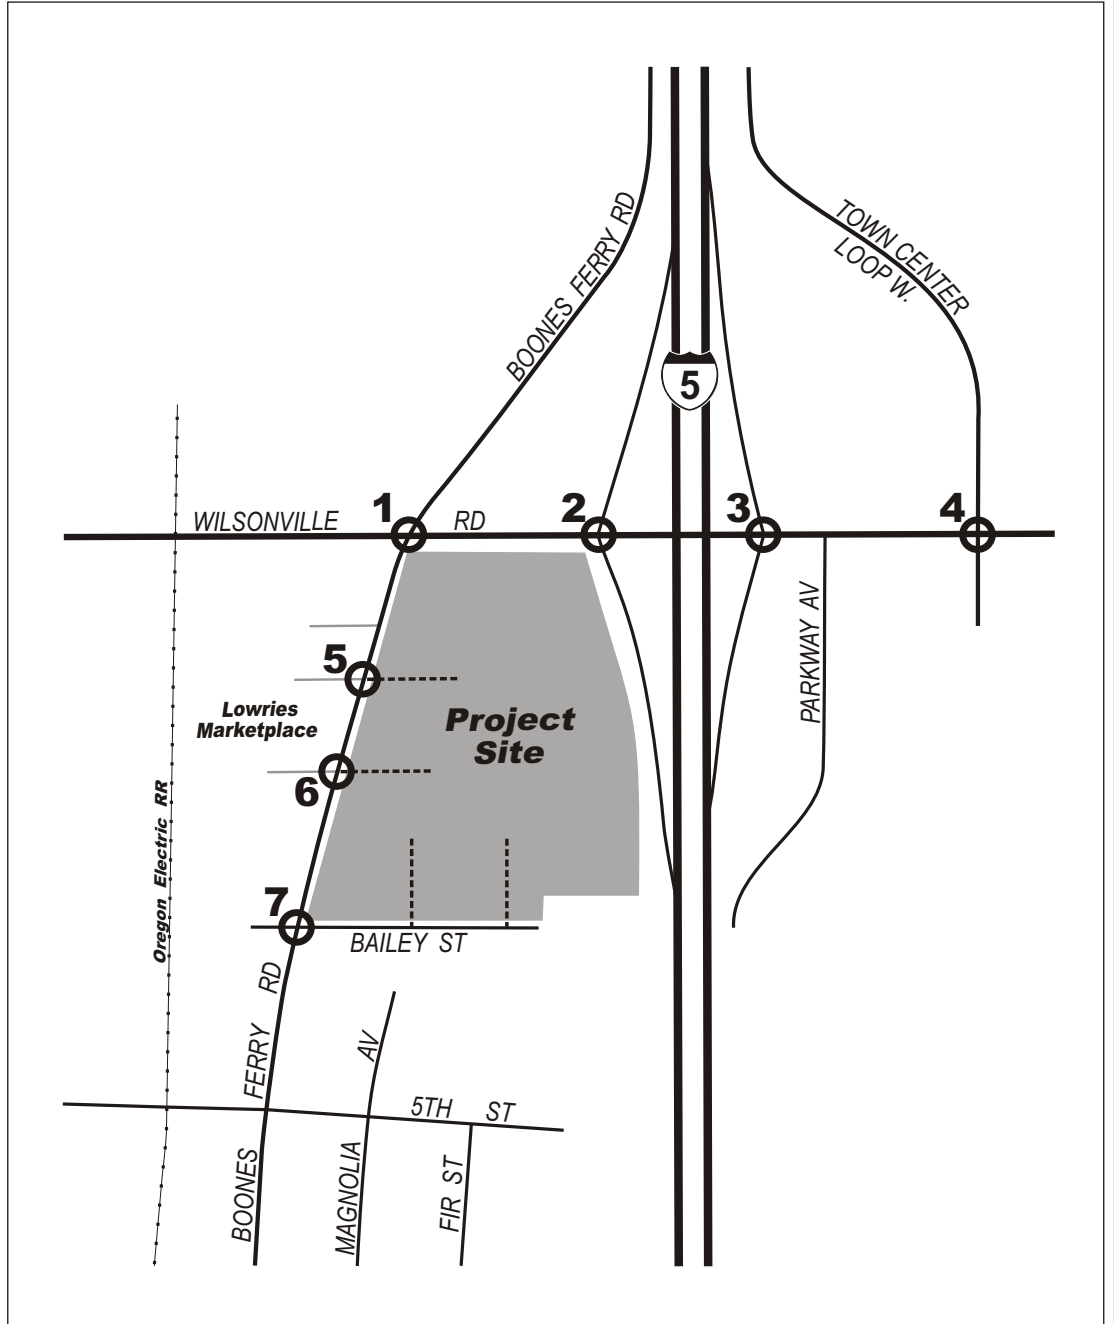 BOONES FERRY RD
TOWN CENTER
LOOP W.
5
WILSONVILLE RD
1
2
3
4
PARKWAY AV
5
Lowries
Marketplace
Project
Site
6
Oregon Electric RR
7
BAILEY ST
BOONES FERRY RD
MAGNOLIA AV
5TH ST
FIR ST